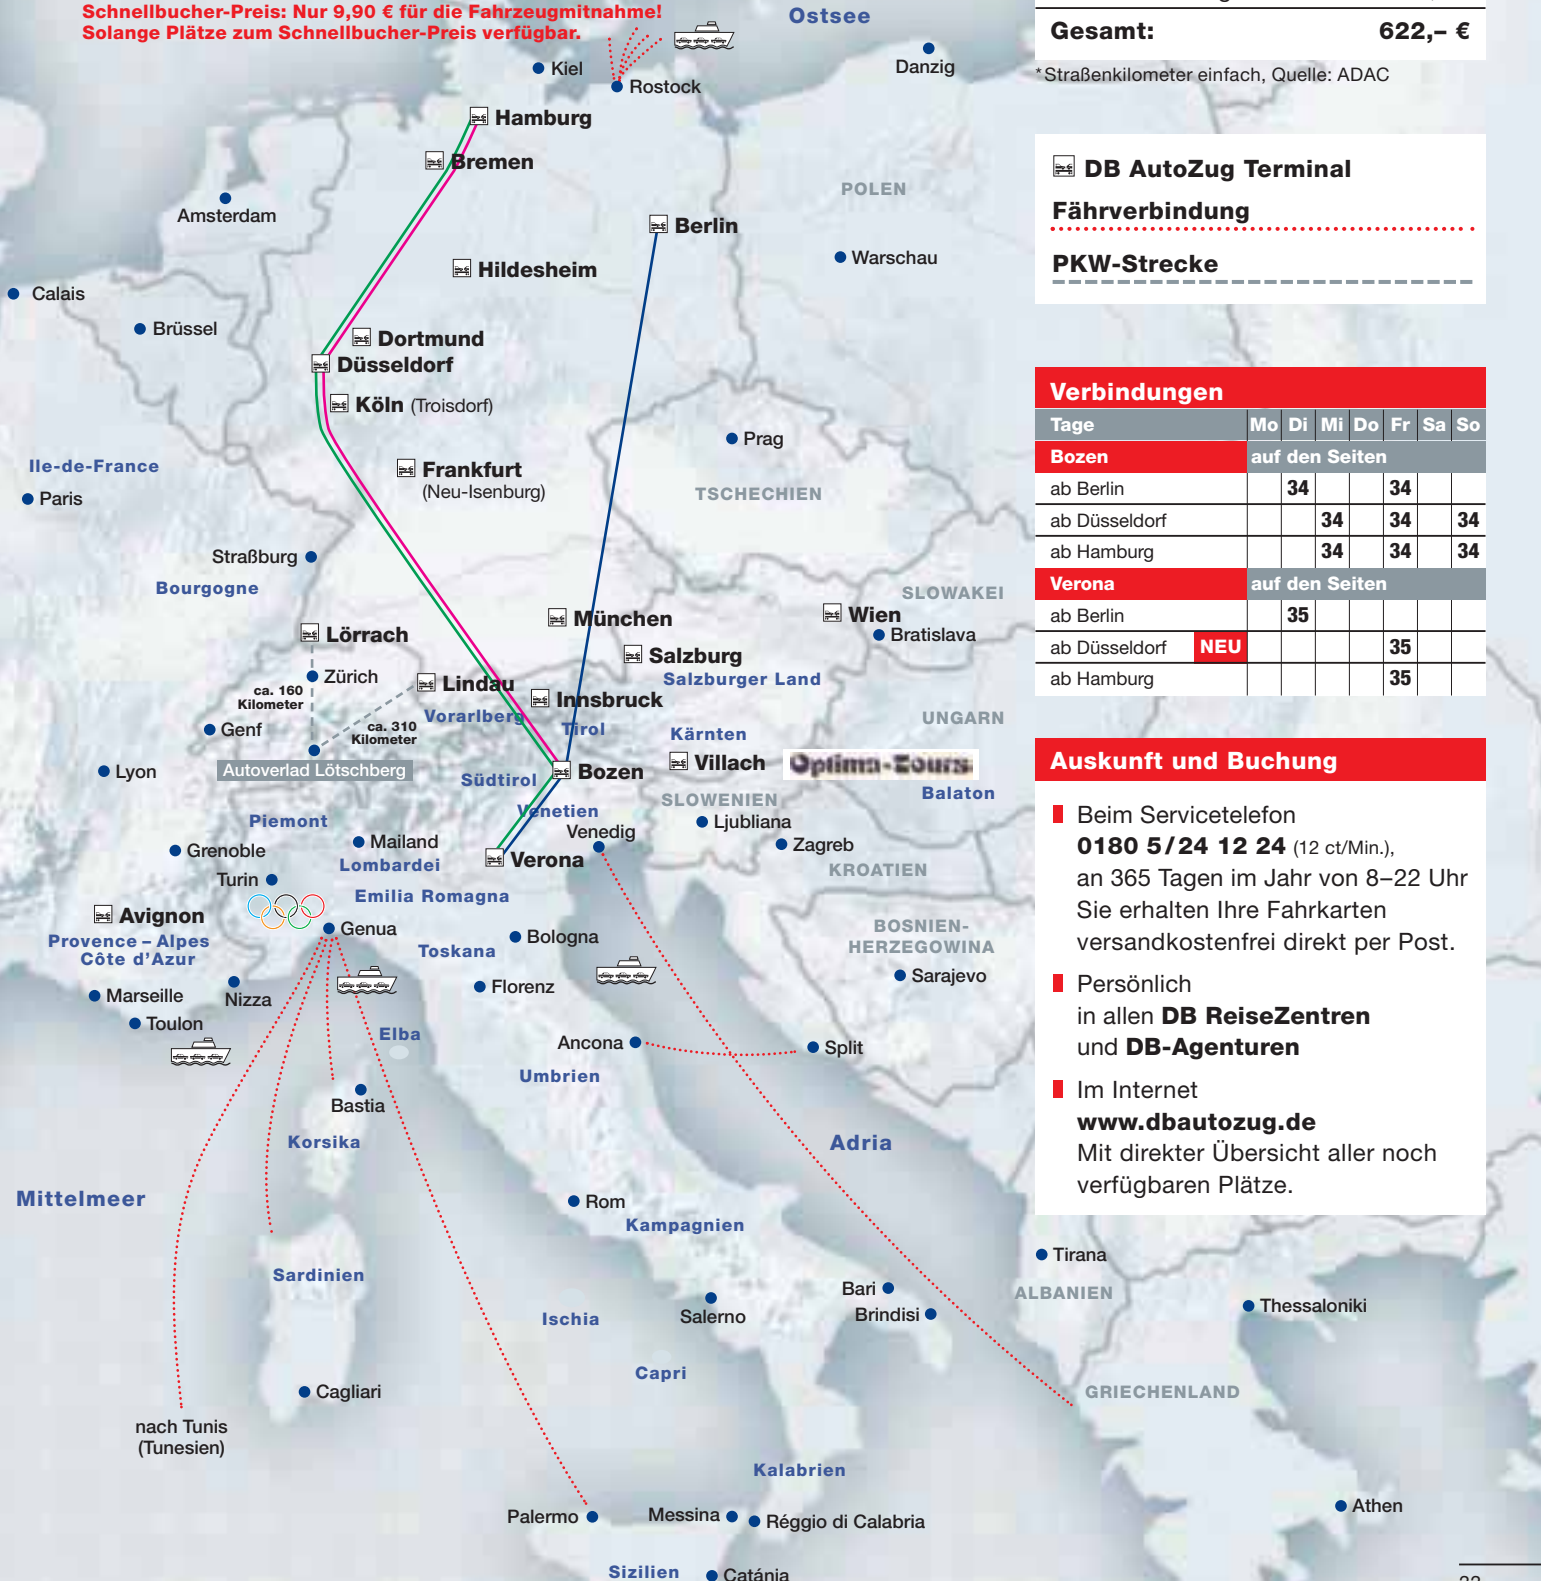 Schnellbucher-Preis: Nur 9,90 € für die Fahrzeugmitnahme!
Solange Plätze zum Schnellbucher-Preis verfügbar.
Ostsee
Kiel
Rostock
Danzig
Hamburg
Bremen
Amsterdam
POLEN
Berlin
Warschau
Hildesheim
Calais
Brüssel
Dortmund
Düsseldorf
Köln (Troisdorf)
Prag
Ile-de-France
Paris
Frankfurt
(Neu-Isenburg)
TSCHECHIEN
Straßburg
Bourgogne
SLOWAKEI
München
Wien
Bratislava
Lörrach
Salzburg
Salzburger Land
Zürich
Lindau
ca. 160
Kilometer
Innsbruck
Vorarlberg
Tirol
Genf
ca. 310
Kilometer
Kärnten
UNGARN
Lyon
Autoverlad Lötschberg
Bozen
Villach
Optima-Tours
Südtirol
Balaton
SLOWENIEN
Venetien
Piemont
Ljubliana
Venedig
Mailand
Zagreb
Grenoble
Lombardei
Verona
KROATIEN
Turin
Emilia Romagna
Avignon
Provence – Alpes
Côte d'Azur
Genua
Toskana
Bologna
BOSNIEN-
HERZEGOWINA
Sarajevo
Marseille
Nizza
Florenz
Toulon
Elba
Ancona
Split
Umbrien
Bastia
Korsika
Adria
Mittelmeer
Rom
Kampagnien
Tirana
Sardinien
Bari
ALBANIEN
Ischia
Salerno
Brindisi
Thessaloniki
Capri
Cagliari
GRIECHENLAND
nach Tunis
(Tunesien)
Kalabrien
Athen
Palermo
Messina
Réggio di Calabria
Sizilien
Catánia
Gesamt: 622,– €
* Straßenkilometer einfach, Quelle: ADAC
DB AutoZug Terminal
Fährverbindung
PKW-Strecke
Verbindungen
Tage Mo Di Mi Do Fr Sa So
Bozen auf den Seiten
ab Berlin 34 34
ab Düsseldorf 34 34 34
ab Hamburg 34 34 34
Verona auf den Seiten
ab Berlin 35
ab Düsseldorf NEU 35
ab Hamburg 35
Auskunft und Buchung
Beim Servicetelefon
0180 5/24 12 24 (12 ct/Min.),
an 365 Tagen im Jahr von 8–22 Uhr
Sie erhalten Ihre Fahrkarten
versandkostenfrei direkt per Post.
Persönlich
in allen DB ReiseZentren
und DB-Agenturen
Im Internet
www.dbautozug.de
Mit direkter Übersicht aller noch
verfügbaren Plätze.